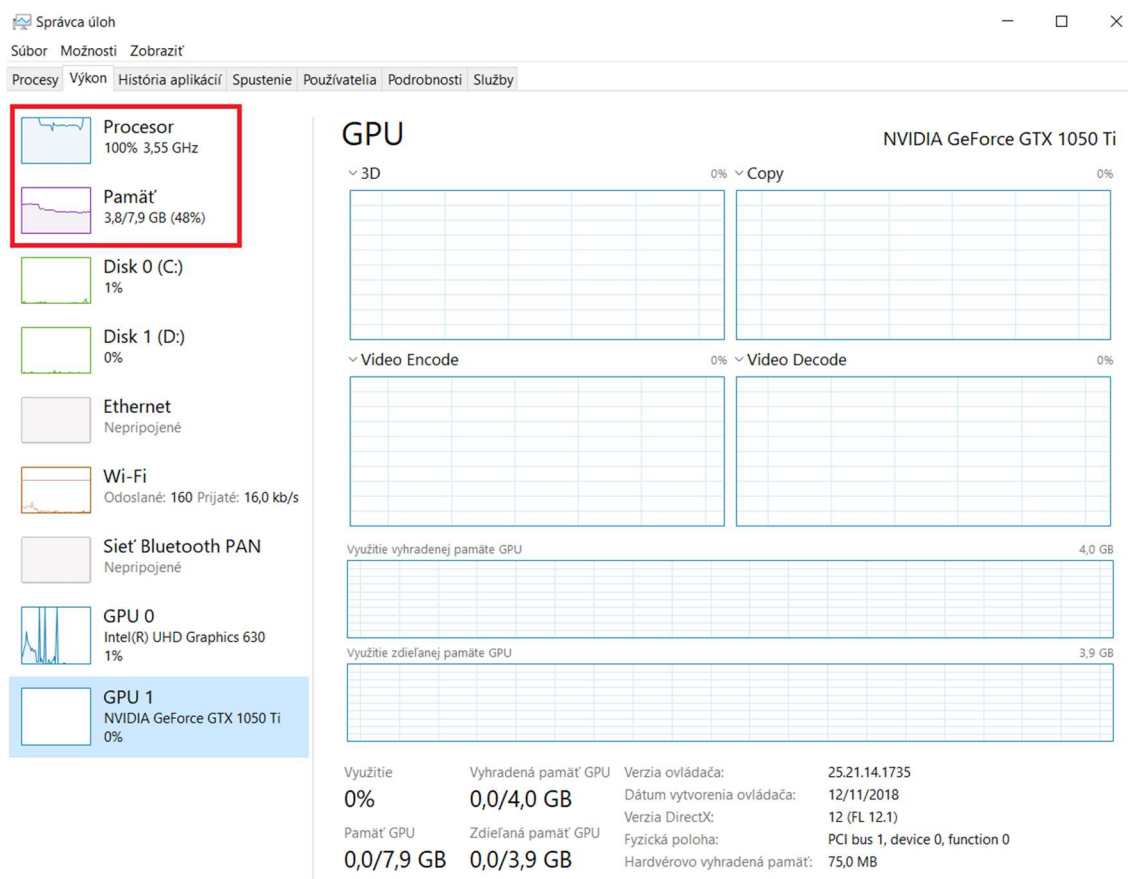 Správca úloh
Súbor Možnosti Zobraziť
Procesy Výkon História aplikácií Spustenie Používatelia Podrobnosti Služby
Procesor
100% 3,55 GHz
Pamäť
3,8/7,9 GB (48%)
Disk 0 (C:)
1%
Disk 1 (D:)
0%
Ethernet
Nepripojené
Wi-Fi
Odoslané: 160 Prijaté: 16,0 kb/s
Sieť Bluetooth PAN
Nepripojené
GPU 0
Intel(R) UHD Graphics 630
1%
GPU 1
NVIDIA GeForce GTX 1050 Ti
0%
GPU NVIDIA GeForce GTX 1050 Ti
3D 0% Copy 0%
Video Encode 0% Video Decode 0%
Využitie vyhradenej pamäte GPU 4,0 GB
Využitie zdieľanej pamäte GPU 3,9 GB
Využitie
0%
Vyhradená pamäť GPU
0,0/4,0 GB
Pamäť GPU
0,0/7,9 GB
Zdieľaná pamäť GPU
0,0/3,9 GB
Verzia ovládača: 25.21.14.1735
Dátum vytvorenia ovládača: 12/11/2018
Verzia DirectX: 12 (FL 12.1)
Fyzická poloha: PCI bus 1, device 0, function 0
Hardvérovo vyhradená pamäť: 75,0 MB